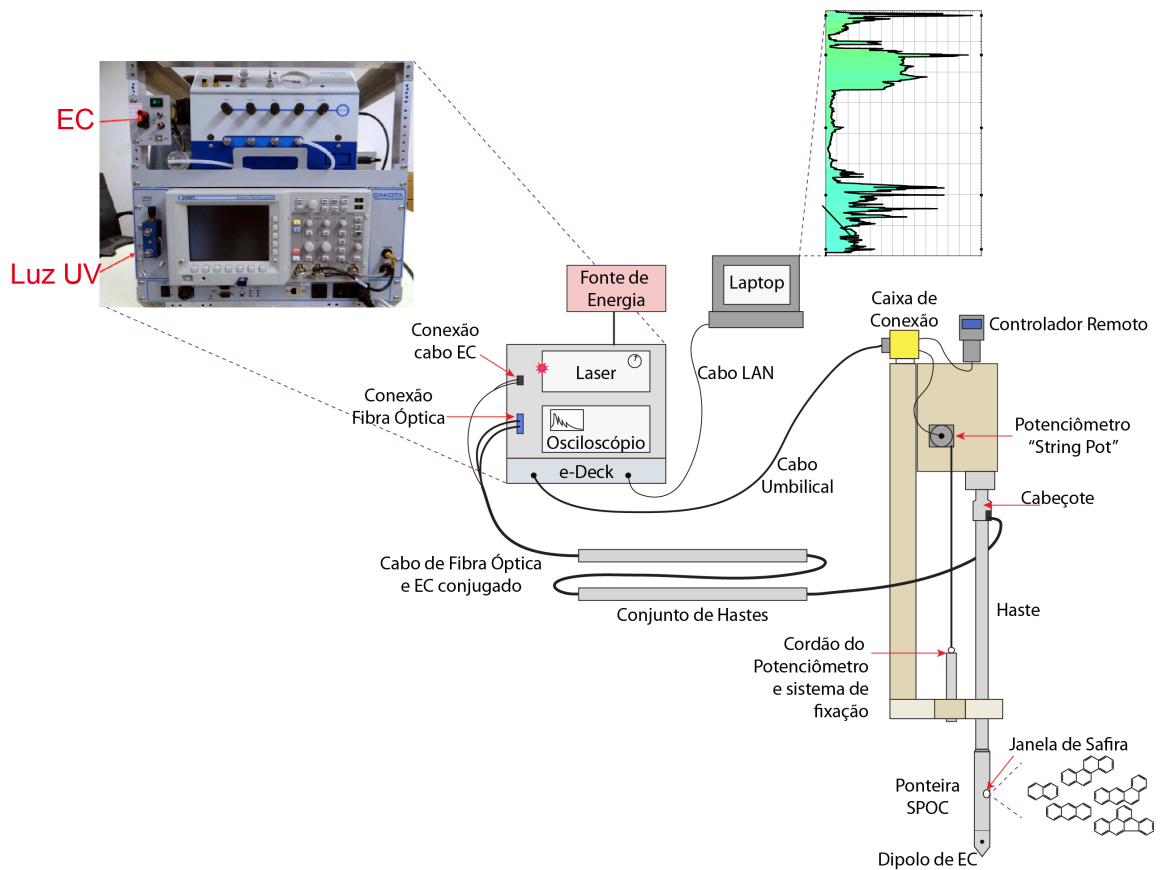 EC
Luz UV
DAKOTA
Fonte de
Energia
Laptop
Caixa de
Conexão
Controlador Remoto
Conexão
cabo EC
Laser
Cabo LAN
Conexão
Fibra Óptica
Osciloscópio
e-Deck
Potenciômetro
“String Pot”
Cabo
Umbilical
Cabeçote
Cabo de Fibra Óptica
e EC conjugado
Conjunto de Hastes
Haste
Cordão do
Potenciômetro
e sistema de
fixação
Janela de Safira
Ponteira
SPOC
Dipolo de EC